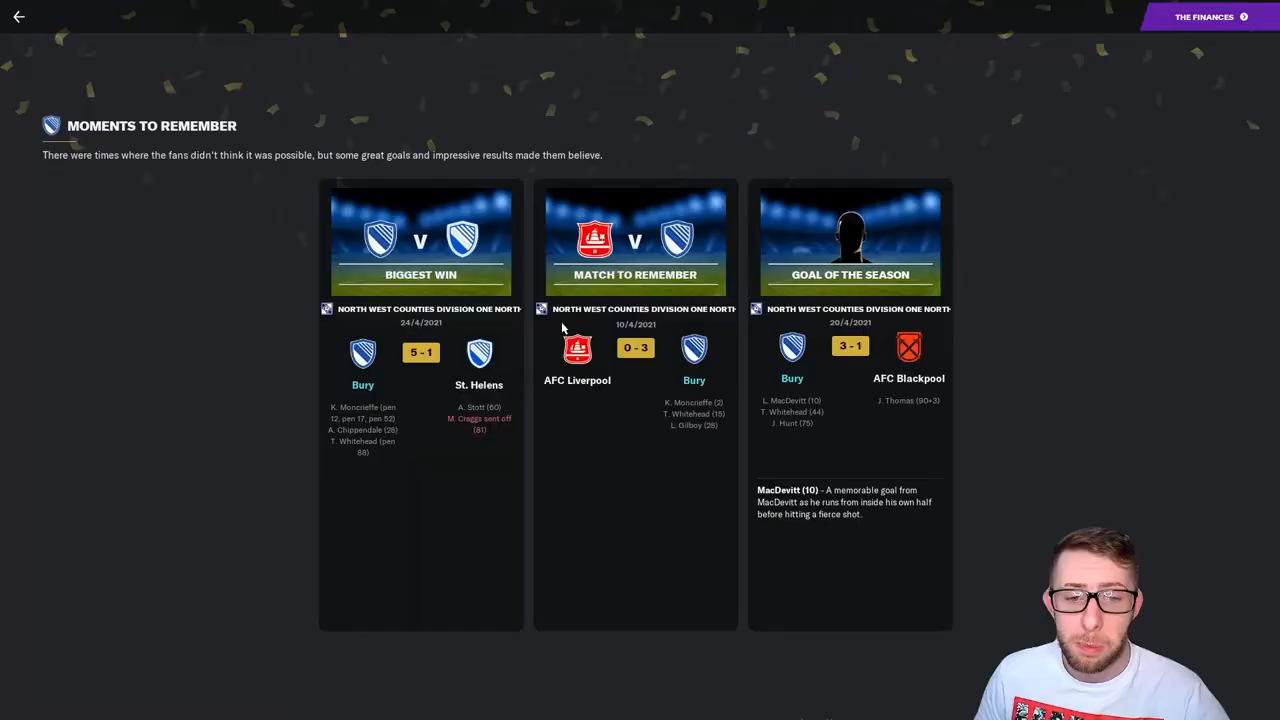 THE FINANCES
MOMENTS TO REMEMBER
There were times where the fans didn't think it was possible, but some great goals and impressive results made them believe.
V
BIGGEST WIN
NORTH WEST COUNTIES DIVISION ONE NORTH
24/4/2021
5 - 1
Bury
St. Helens
K. Moncrieffe (pen
12, pen 17, pen 52)
A. Chippendale (28)
T. Whitehead (pen
88)
A. Stott (60)
M. Craggs sent off
(81)
V
MATCH TO REMEMBER
NORTH WEST COUNTIES DIVISION ONE NORTH
10/4/2021
0 - 3
AFC Liverpool
Bury
K. Moncrieffe (2)
T. Whitehead (15)
L. Gilboy (28)
GOAL OF THE SEASON
NORTH WEST COUNTIES DIVISION ONE NORTH
20/4/2021
3 - 1
Bury
AFC Blackpool
L. MacDevitt (10)
T. Whitehead (44)
J. Hunt (75)
J. Thomas (90+3)
MacDevitt (10) - A memorable goal from
MacDevitt as he runs from inside his own half
before hitting a fierce shot.